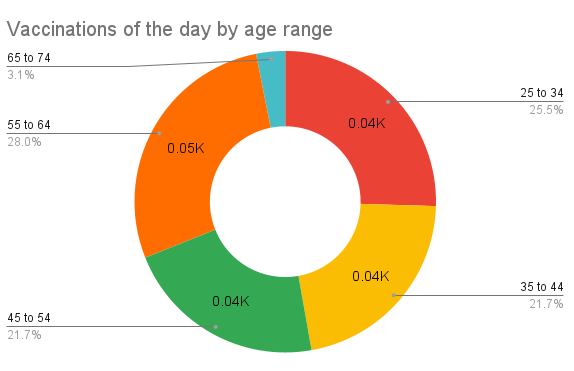 Vaccinations of the day by age range
65 to 74
3.1%
25 to 34
25.5%
0.04K
55 to 64
28.0%
0.05K
0.04K
35 to 44
21.7%
0.04K
45 to 54
21.7%